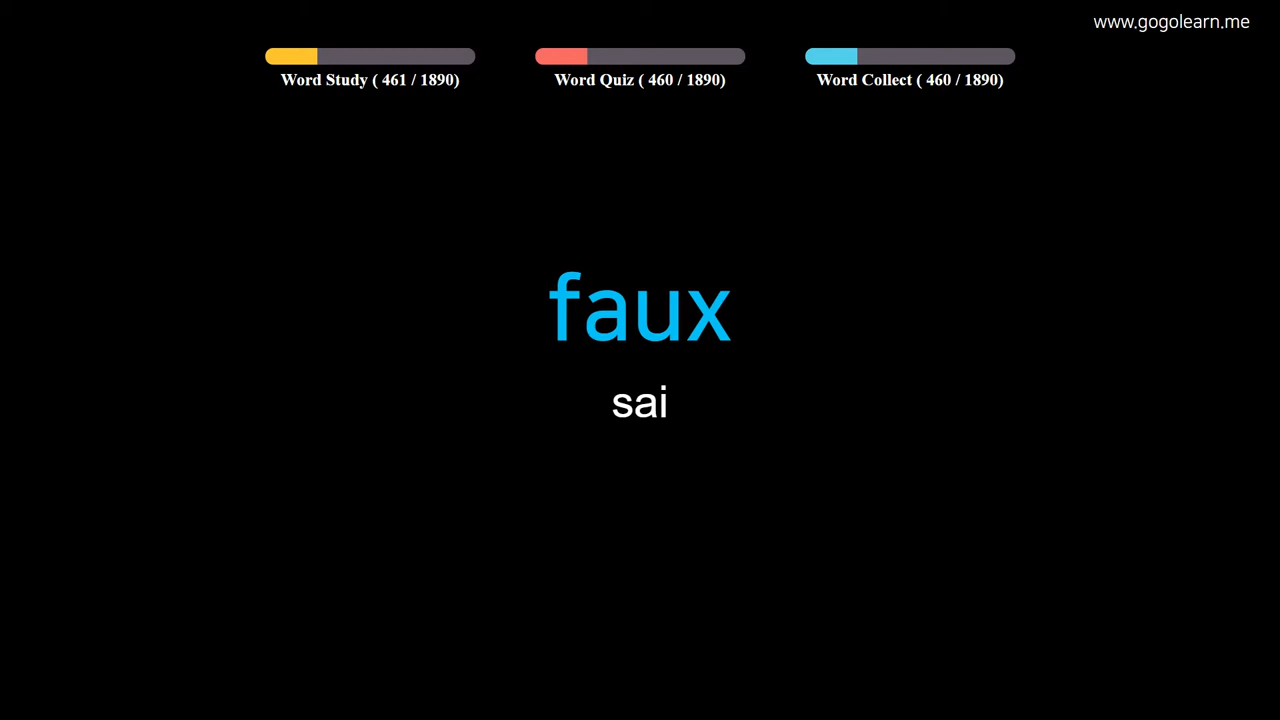 www.gogolearn.me
Word Study ( 461 / 1890)
Word Quiz ( 460 / 1890)
Word Collect ( 460 / 1890)
faux
sai